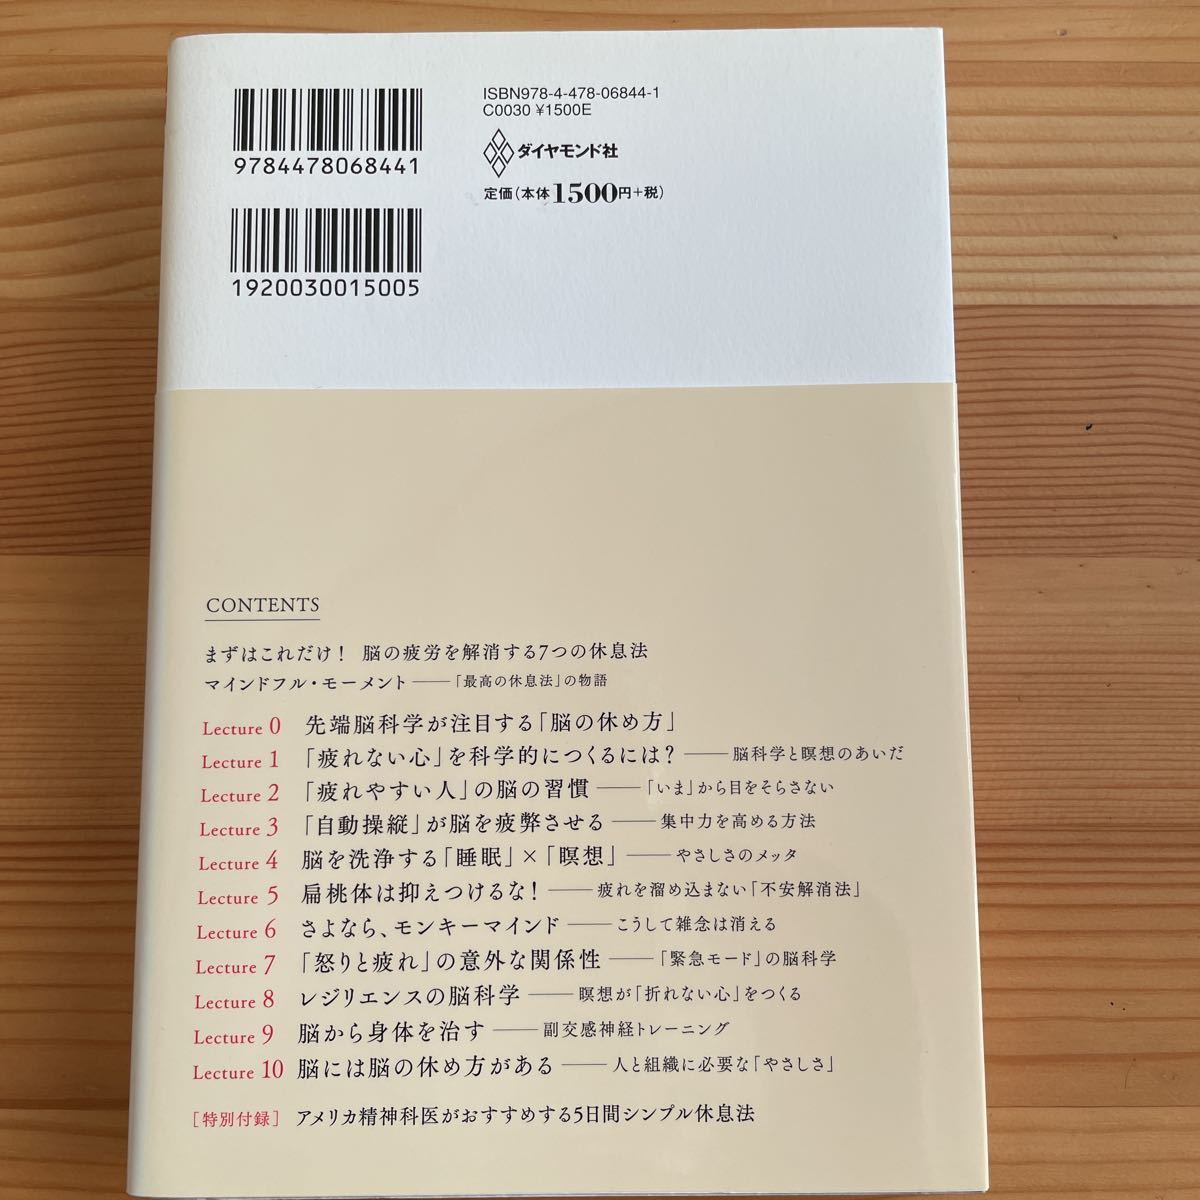 ISBN978-4-478-06844-1
C0030 ¥1500E
ダイヤモンド社
定価（本体1500円+税）
9784478068441
1920030015005
CONTENTS
まずはこれだけ！ 脳の疲労を解消する7つの休息法
マインドフル・モーメント──「最高の休息法」の物語
Lecture 0 先端脳科学が注目する「脳の休め方」
Lecture 1 「疲れない心」を科学的につくるには？──脳科学と瞑想のあいだ
Lecture 2 「疲れやすい人」の脳の習慣──「いま」から目をそらさない
Lecture 3 「自動操縦」が脳を疲弊させる──集中力を高める方法
Lecture 4 脳を洗浄する「睡眠」×「瞑想」──やさしさのメッタ
Lecture 5 扁桃体は抑えつけるな！──疲れを溜め込まない「不安解消法」
Lecture 6 さよなら、モンキーマインド──こうして雑念は消える
Lecture 7 「怒りと疲れ」の意外な関係性──「緊急モード」の脳科学
Lecture 8 レジリエンスの脳科学──瞑想が「折れない心」をつくる
Lecture 9 脳から身体を治す──副交感神経トレーニング
Lecture 10 脳には脳の休め方がある──人と組織に必要な「やさしさ」
［特別付録］ アメリカ精神科医がおすすめする5日間シンプル休息法